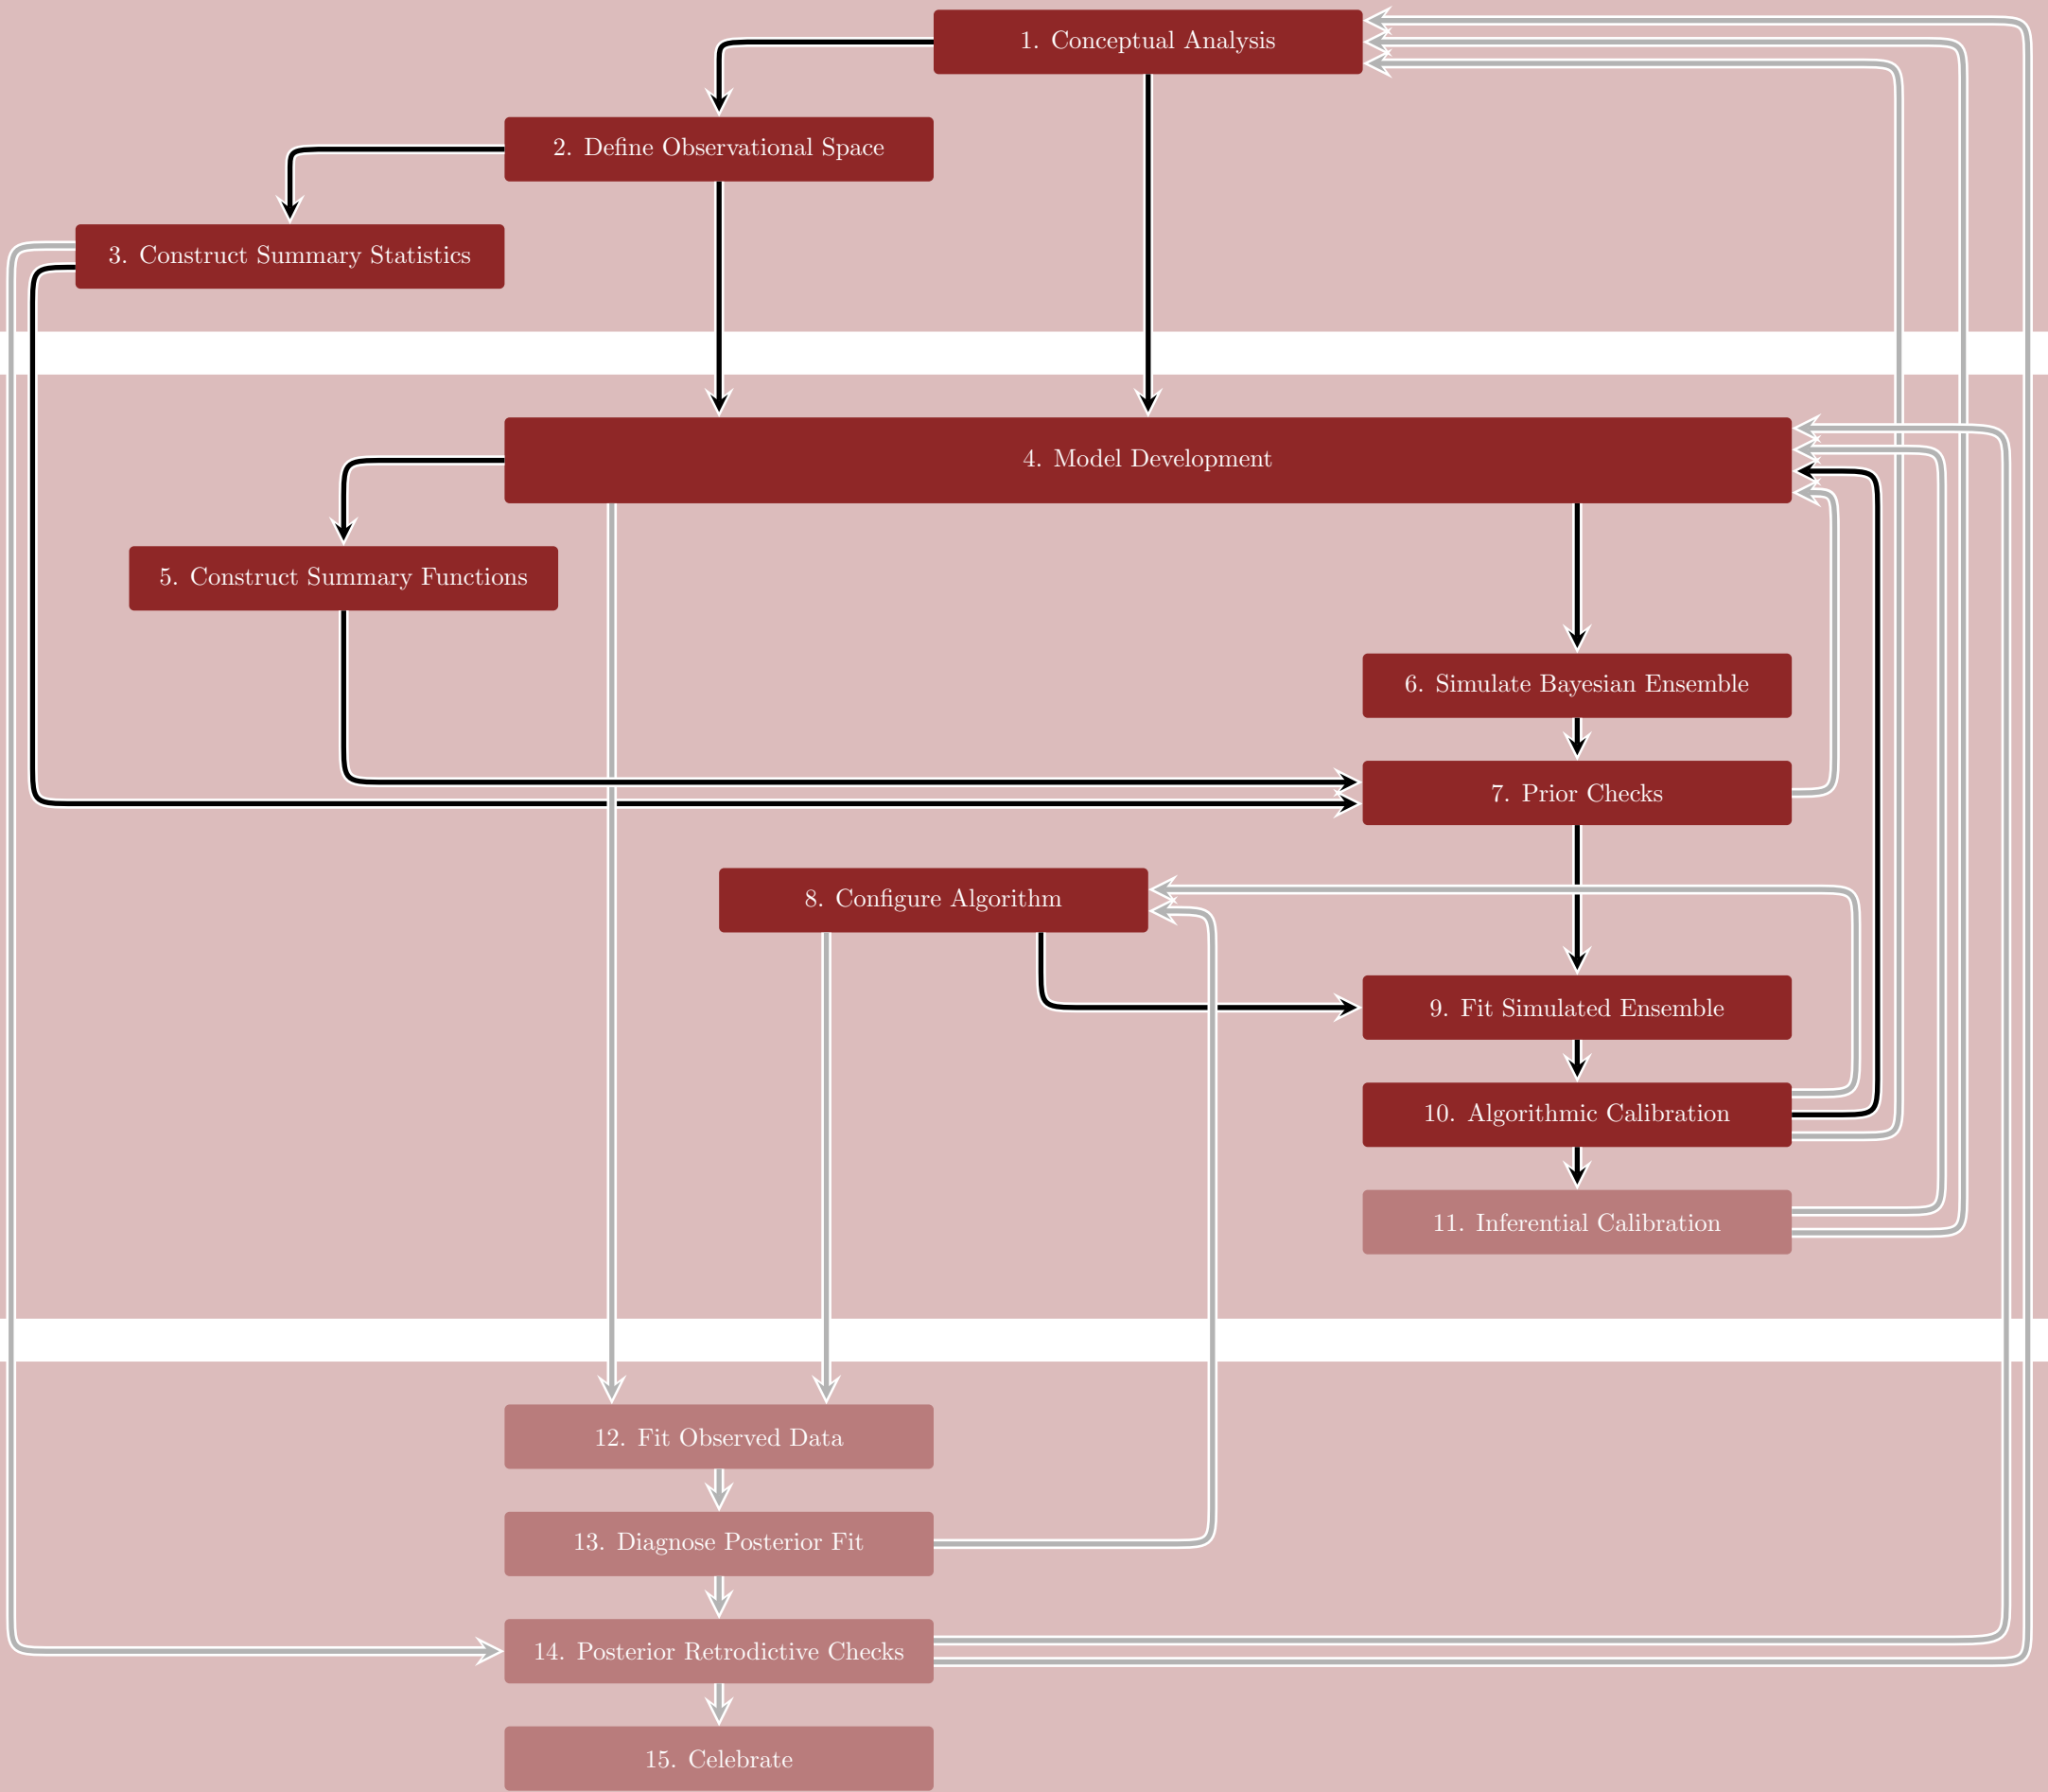 1. Conceptual Analysis
2. Define Observational Space
3. Construct Summary Statistics
4. Model Development
5. Construct Summary Functions
6. Simulate Bayesian Ensemble
7. Prior Checks
8. Configure Algorithm
9. Fit Simulated Ensemble
10. Algorithmic Calibration
11. Inferential Calibration
12. Fit Observed Data
13. Diagnose Posterior Fit
14. Posterior Retrodictive Checks
15. Celebrate